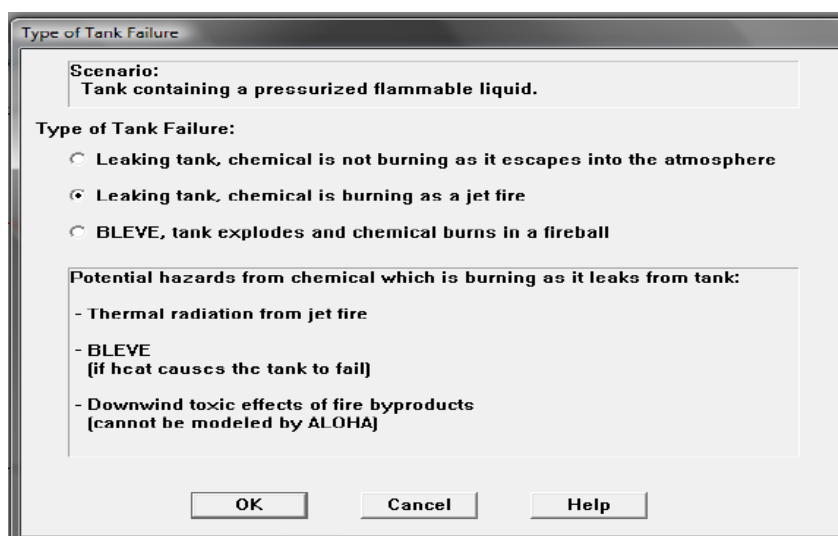 Type of Tank Failure
Scenario:
Tank containing a pressurized flammable liquid.
Type of Tank Failure:
Leaking tank, chemical is not burning as it escapes into the atmosphere
Leaking tank, chemical is burning as a jet fire
BLEVE, tank explodes and chemical burns in a fireball
Potential hazards from chemical which is burning as it leaks from tank:
- Thermal radiation from jet fire
- BLEVE
(if heat causes the tank to fail)
- Downwind toxic effects of fire byproducts
(cannot be modeled by ALOHA)
OK
Cancel
Help